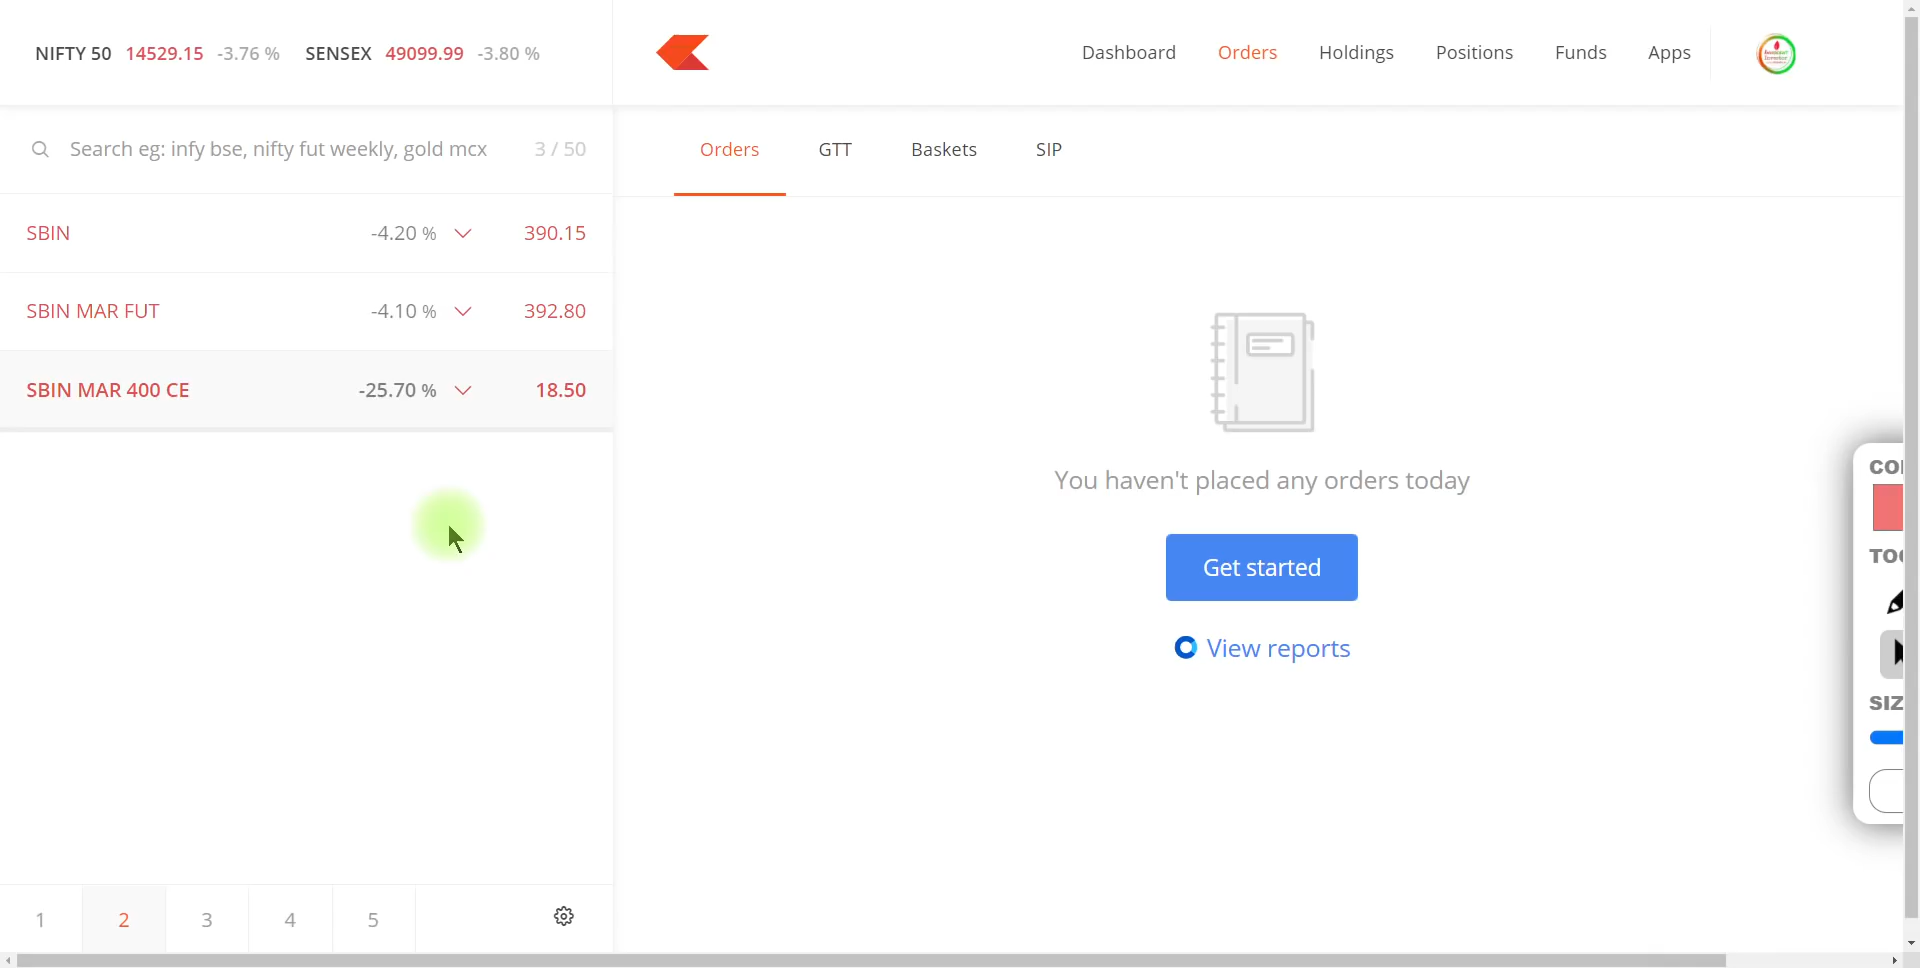 NIFTY 50 14529.15 -3.76 % SENSEX 49099.99 -3.80 %
Dashboard Orders Holdings Positions Funds Apps
Search eg: infy bse, nifty fut weekly, gold mcx 3 / 50
Orders GTT Baskets SIP
SBIN -4.20 % 390.15
SBIN MAR FUT -4.10 % 392.80
SBIN MAR 400 CE -25.70 % 18.50
You haven't placed any orders today
Get started
View reports
1 2 3 4 5